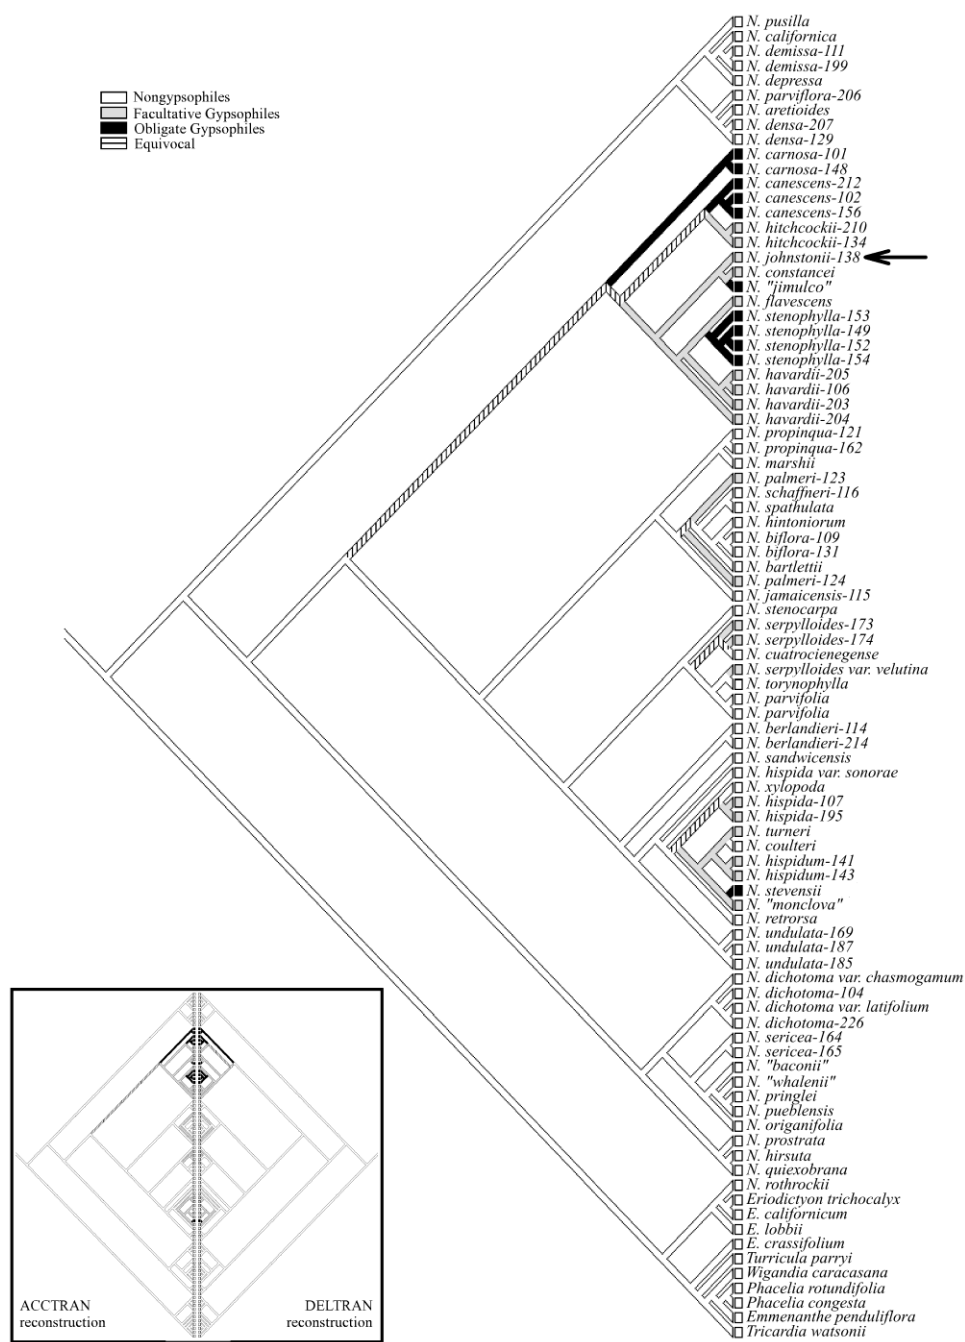 Nongypsophiles
Facultative Gypsophiles
Obligate Gypsophiles
Equivocal
N. pusilla
N. californica
N. demissa-111
N. demissa-199
N. depressa
N. parviflora-206
N. aretioides
N. densa-207
N. densa-129
N. carnosa-101
N. carnosa-148
N. canescens-212
N. canescens-102
N. canescens-156
N. hitchcockii-210
N. hitchcockii-134
N. johnstonii-138
N. constancei
N. "jimulco"
N. flavescens
N. stenophylla-153
N. stenophylla-149
N. stenophylla-152
N. stenophylla-154
N. havardii-205
N. havardii-106
N. havardii-203
N. havardii-204
N. propinqua-121
N. propinqua-162
N. marshii
N. palmeri-123
N. schaffneri-116
N. spathulata
N. hintoniorum
N. biflora-109
N. biflora-131
N. bartlettii
N. palmeri-124
N. jamaicensis-115
N. stenocarpa
N. serpylloides-173
N. serpylloides-174
N. cuatrocienegense
N. serpylloides var. velutina
N. torynophylla
N. parvifolia
N. parvifolia
N. berlandieri-114
N. berlandieri-214
N. sandwicensis
N. hispida var. sonorae
N. xylopoda
N. hispida-107
N. hispida-195
N. turneri
N. coulteri
N. hispidum-141
N. hispidum-143
N. stevensii
N. "monclova"
N. retrorsa
N. undulata-169
N. undulata-187
N. undulata-185
N. dichotoma var. chasmogamum
N. dichotoma-104
N. dichotoma var. latifolium
N. dichotoma-226
N. sericea-164
N. sericea-165
N. "baconii"
N. "whalenii"
N. pringlei
N. pueblensis
N. origanifolia
N. prostrata
N. hirsuta
N. quiexobrana
N. rothrockii
Eriodictyon trichocalyx
E. californicum
E. lobbii
E. crassifolium
Turricula parryi
Wigandia caracasana
Phacelia rotundifolia
Phacelia congesta
Emmenanthe penduliflora
Tricardia watsonii
ACCTRAN
reconstruction
DELTRAN
reconstruction